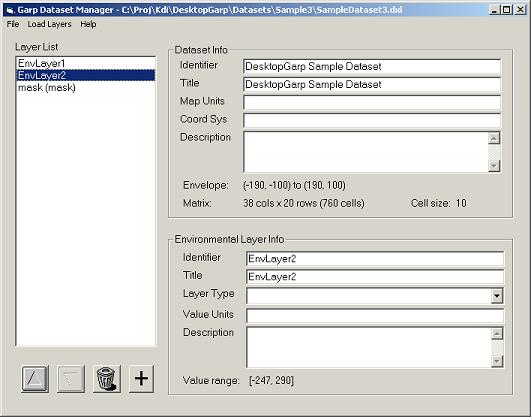 Garp Dataset Manager - C:\Proj\Kdi\DesktopGarp\Datasets\Sample3\SampleDataset3.dxd
File Load Layers Help
Layer List
EnvLayer1
EnvLayer2
mask (mask)
Dataset Info
Identifier DesktopGarp Sample Dataset
Title DesktopGarp Sample Dataset
Map Units
Coord Sys
Description
Envelope: (-190, -100) to (190, 100)
Matrix: 38 cols x 20 rows (760 cells) Cell size: 10
Environmental Layer Info
Identifier EnvLayer2
Title EnvLayer2
Layer Type
Value Units
Description
Value range: [-247, 290]